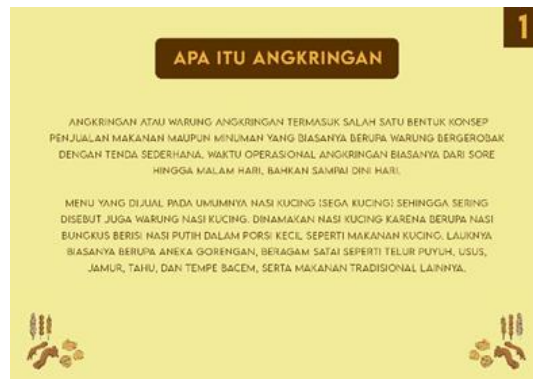 1
APA ITU ANGKRINGAN
ANGKRINGAN ATAU WARUNG ANGKRINGAN TERMASUK SALAH SATU BENTUK KONSEP
PENJUALAN MAKANAN MAUPUN MINUMAN YANG BIASANYA BERUPA WARUNG BERGEROBAK
DENGAN TENDA SEDERHANA. WAKTU OPERASIONAL ANGKRINGAN BIASANYA DARI SORE
HINGGA MALAM HARI, BAHKAN SAMPAI DINI HARI.
MENU YANG DIJUAL PADA UMUMNYA NASI KUCING (SEGA KUCING) SEHINGGA SERING
DISEBUT JUGA WARUNG NASI KUCING. DINAMAKAN NASI KUCING KARENA BERUPA NASI
BUNGKUS BERISI NASI PUTIH DALAM PORSI KECIL SEPERTI MAKANAN KUCING. LAUKNYA
BIASANYA BERUPA ANEKA GORENGAN, BERAGAM SATAI SEPERTI TELUR PUYUH, USUS,
JAMUR, TAHU, DAN TEMPE BACEM, SERTA MAKANAN TRADISIONAL LAINNYA.